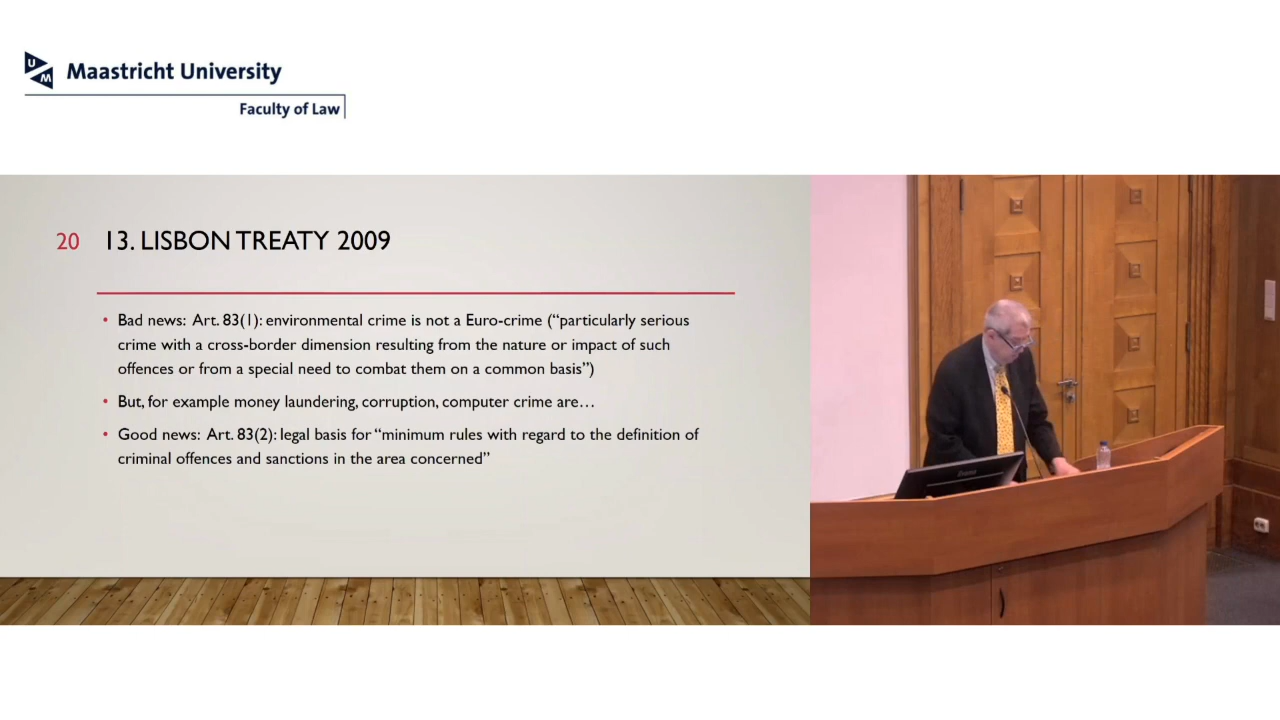 U
M
Maastricht University
Faculty of Law
20 13. LISBON TREATY 2009
• Bad news: Art. 83(1): environmental crime is not a Euro-crime (“particularly serious
crime with a cross-border dimension resulting from the nature or impact of such
offences or from a special need to combat them on a common basis”)
• But, for example money laundering, corruption, computer crime are…
• Good news: Art. 83(2): legal basis for “minimum rules with regard to the definition of
criminal offences and sanctions in the area concerned”